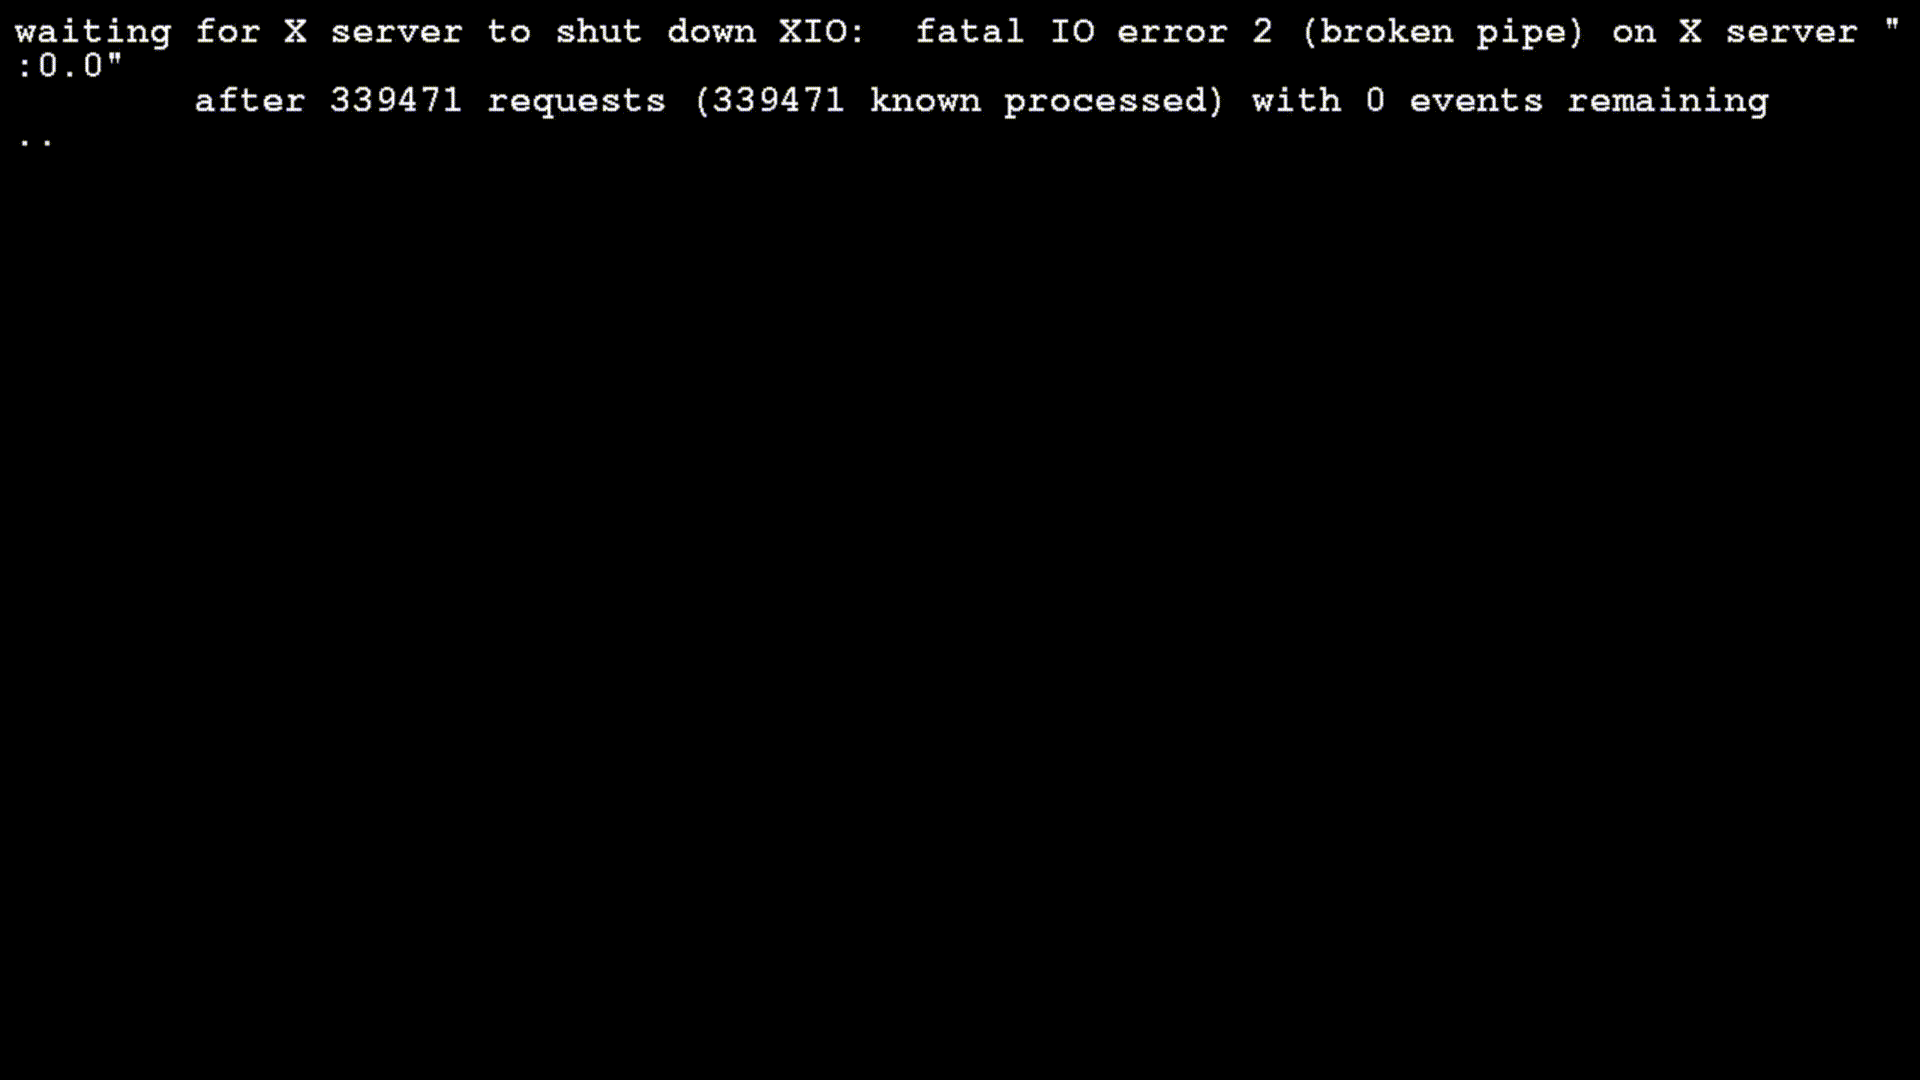 waiting for X server to shut down XIO:  fatal IO error 2 (broken pipe) on X server "
:0.0"
        after 339471 requests (339471 known processed) with 0 events remaining
..